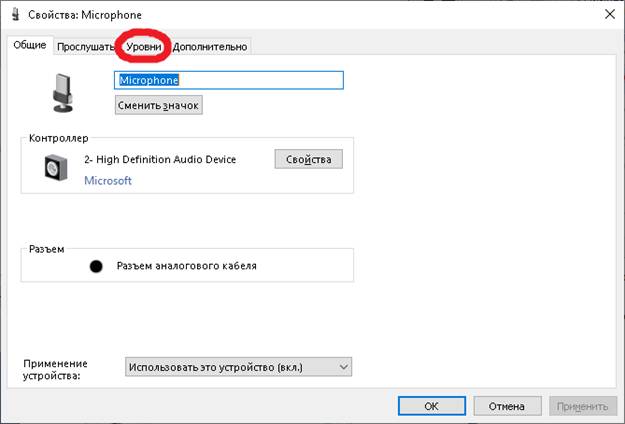 Свойства: Microphone
Общие Прослушать Уровни Дополнительно
Microphone
Сменить значок
Контроллер
2- High Definition Audio Device
Свойства
Microsoft
Разъем
Разъем аналогового кабеля
Применение
устройства:
Использовать это устройство (вкл.)
ОК Отмена Применить